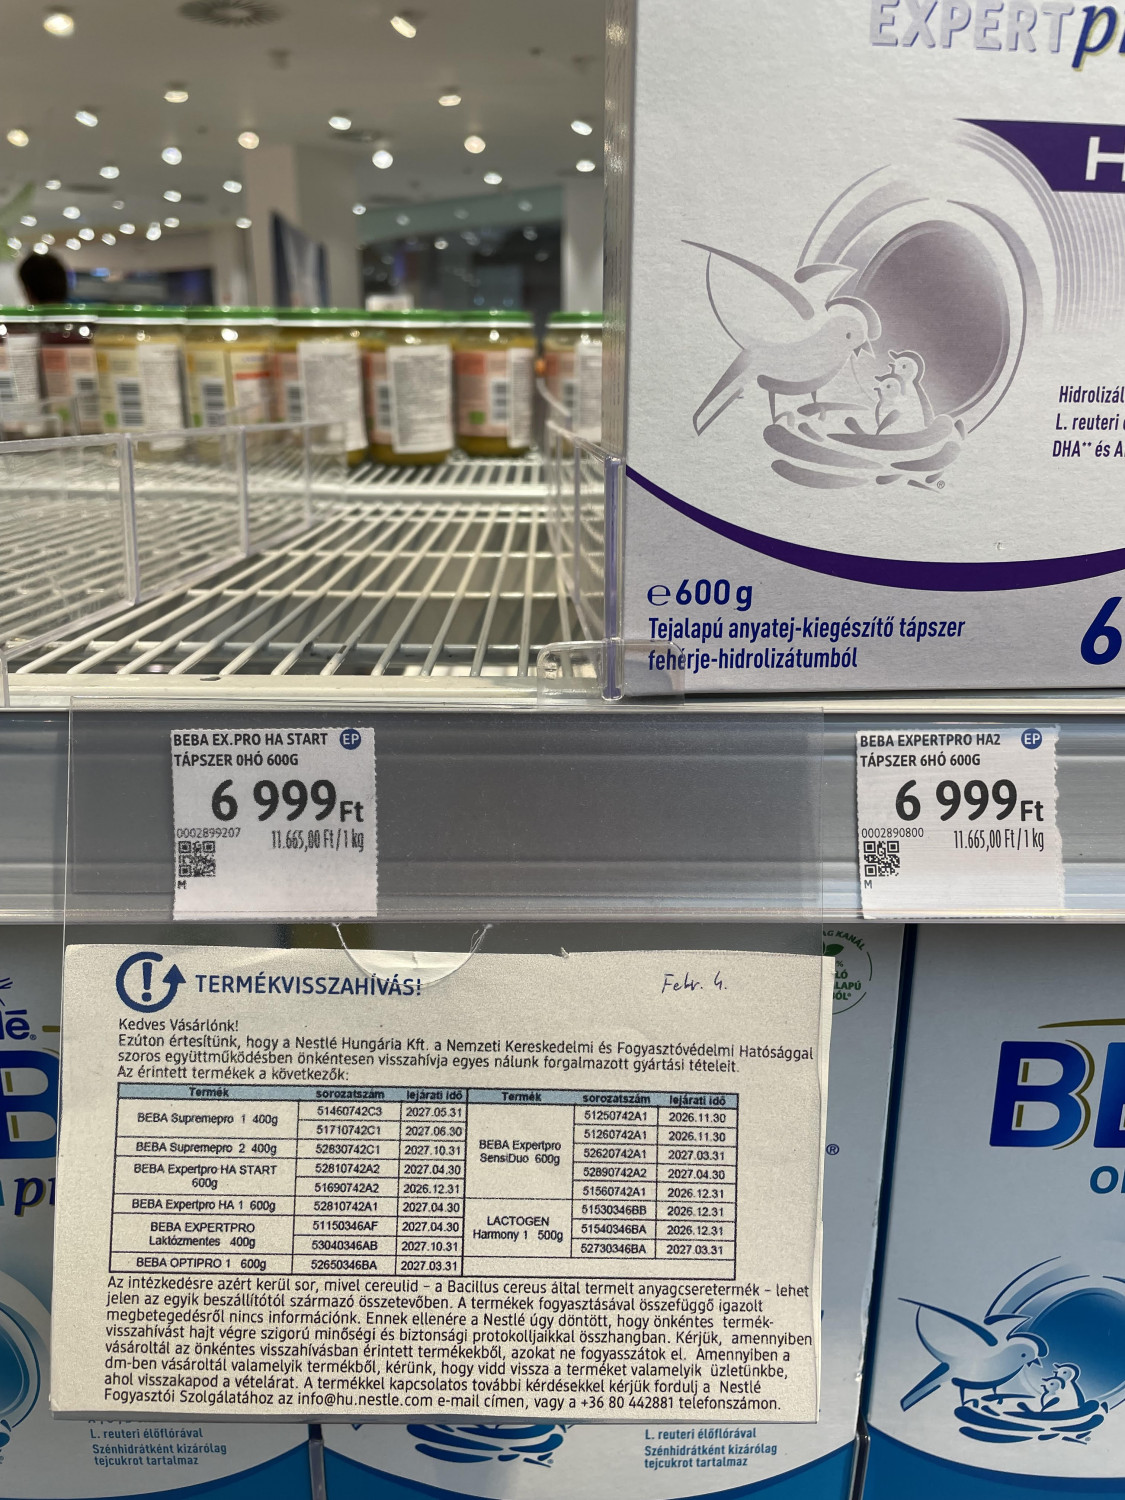 EXPERTp
H
Hidrolizál
L. reuteri
DHA** és A
℮600 g
Tejalapú anyatej-kiegészítő tápszer
fehérje-hidrolizátumból
6
BEBA EX.PRO HA START EP
TÁPSZER 0HÓ 600G
6 999 Ft
0002899207 11.665,00 Ft/1 kg
M
BEBA EXPERTPRO HA2 EP
TÁPSZER 6HÓ 600G
6 999 Ft
0002890800 11.665,00 Ft/1 kg
M
TERMÉKVISSZAHÍVÁS!
Febr. 4.
Kedves Vásárlónk!
Ezúton értesítünk, hogy a Nestlé Hungária Kft. a Nemzeti Kereskedelmi és Fogyasztóvédelmi Hatósággal
szoros együttműködésben önkéntesen visszahívja egyes nálunk forgalmazott gyártási tételeit.
Az érintett termékek a következők:
Termék sorozatszám lejárati idő
BEBA Supremepro 1 400g
51460742C3 2027.05.31
51710742C1 2027.06.30
BEBA Supremepro 2 400g 52830742C1 2027.10.31
BEBA Expertpro HA START
600g
52810742A2 2027.04.30
51690742A2 2026.12.31
BEBA Expertpro HA 1 600g 52810742A1 2027.04.30
BEBA EXPERTPRO
Laktózmentes 400g
51150346AF 2027.04.30
53040346AB 2027.10.31
BEBA OPTIPRO 1 600g 52650346BA 2027.03.31
Termék sorozatszám lejárati idő
BEBA Expertpro
SensiDuo 600g
51250742A1 2026.11.30
51260742A1 2026.11.30
52620742A1 2027.03.31
52890742A2 2027.04.30
51560742A1 2026.12.31
LACTOGEN
Harmony 1 500g
51530346BB 2026.12.31
51540346BA 2026.12.31
52730346BA 2027.03.31
Az intézkedésre azért kerül sor, mivel cereulid – a Bacillus cereus által termelt anyagcseretermék – lehet
jelen az egyik beszállítótól származó összetevőben. A termékek fogyasztásával összefüggő igazolt
megbetegedésről nincs információnk. Ennek ellenére a Nestlé úgy döntött, hogy önkéntes termék-
visszahívást hajt végre szigorú minőségi és biztonsági protokolljaikkal összhangban. Kérjük, amennyiben
vásároltál az önkéntes visszahívásban érintett termékekből, azokat ne fogyasszátok el. Amennyiben a
dm-ben vásároltál valamelyik termékből, kérünk, hogy vidd vissza a terméket valamelyik üzletünkbe,
ahol visszakapod a vételárat. A termékkel kapcsolatos további kérdésekkel kérjük fordulj a Nestlé
Fogyasztói Szolgálatához az info@hu.nestle.com e-mail címen, vagy a +36 80 442881 telefonszámon.
lé.
B
pr
L. reuteri élőflórával
Szénhidrátként kizárólag
tejcukrot tartalmaz
L. reuteri élőflórával
Szénhidrátként kizárólag
tejcukrot tartalmaz
AG KANÁL
®
BE